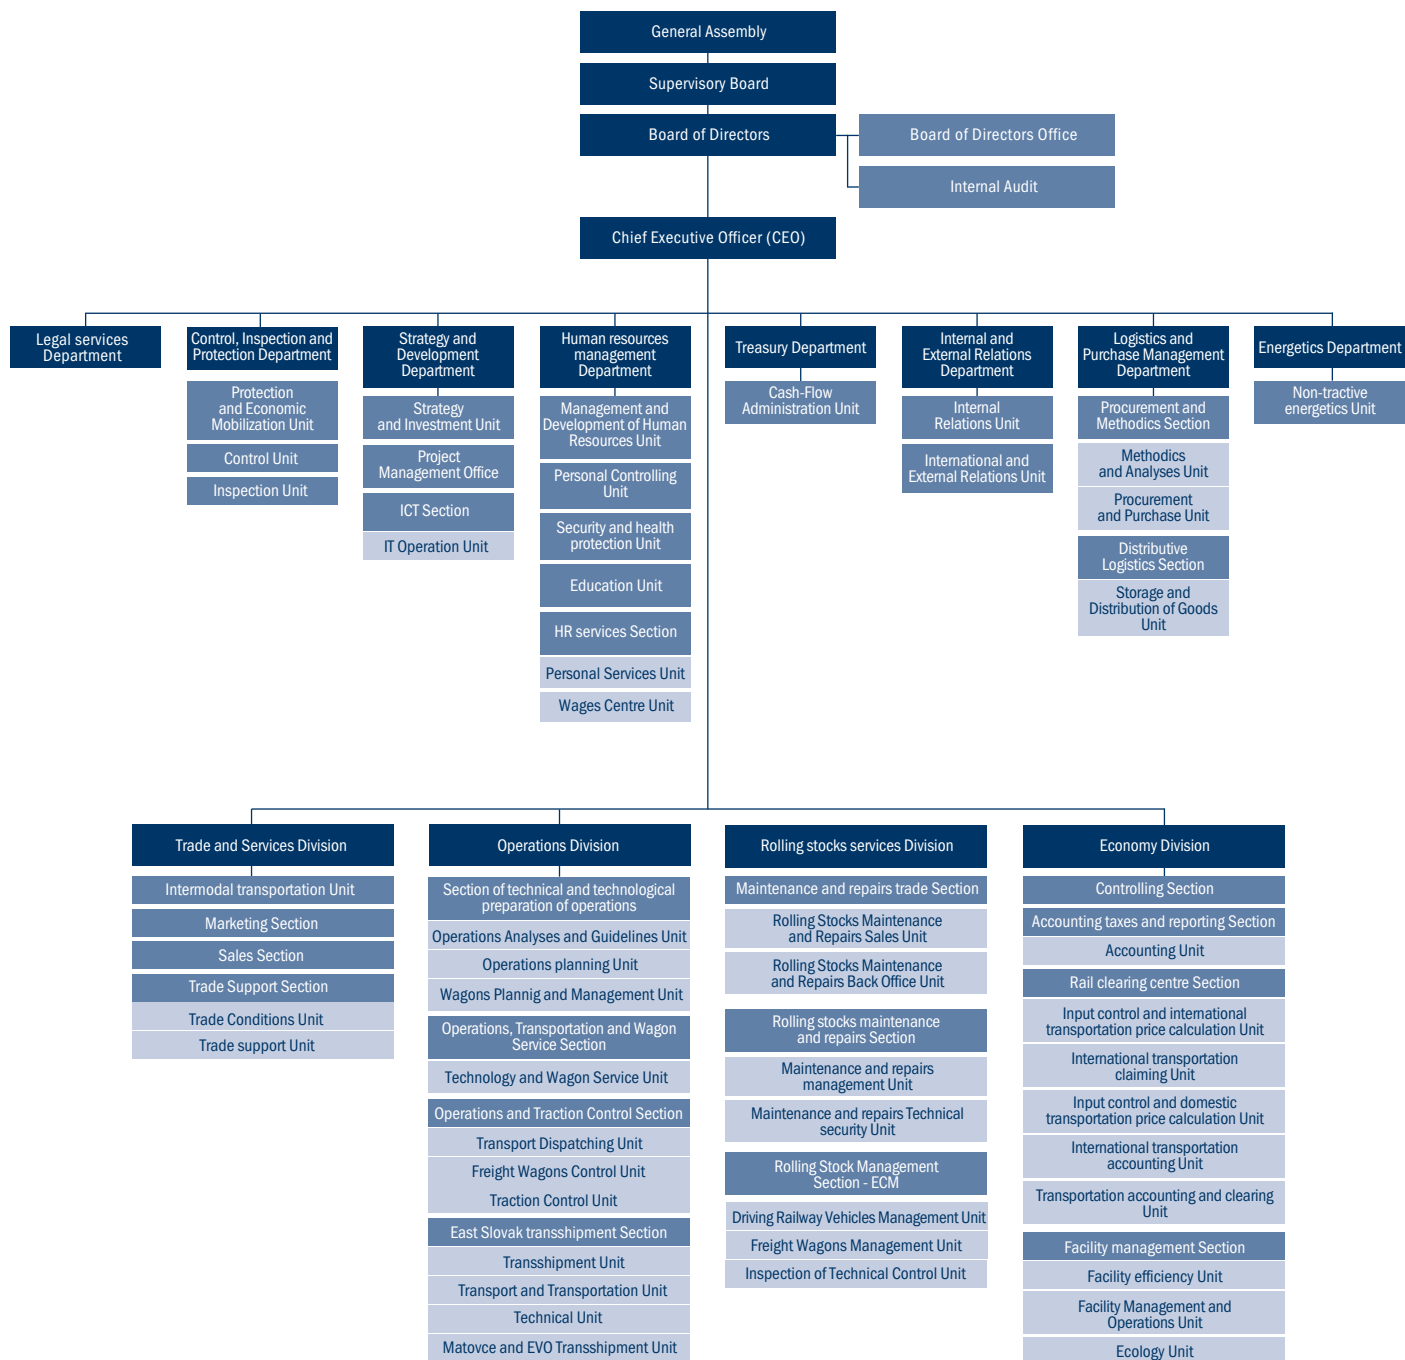 General Assembly
Supervisory Board
Board of Directors
Board of Directors Office
Internal Audit
Chief Executive Officer (CEO)
Legal services
Department
Control, Inspection and
Protection Department
Protection
and Economic
Mobilization Unit
Control Unit
Inspection Unit
Strategy and
Development
Department
Strategy
and Investment Unit
Project
Management Office
ICT Section
IT Operation Unit
Human resources
management
Department
Management and
Development of Human
Resources Unit
Personal Controlling
Unit
Security and health
protection Unit
Education Unit
HR services Section
Personal Services Unit
Wages Centre Unit
Treasury Department
Cash-Flow
Administration Unit
Internal and
External Relations
Department
Internal
Relations Unit
International and
External Relations Unit
Logistics and
Purchase Management
Department
Procurement and
Methodics Section
Methodics
and Analyses Unit
Procurement
and Purchase Unit
Distributive
Logistics Section
Storage and
Distribution of Goods
Unit
Energetics Department
Non-tractive
energetics Unit
Trade and Services Division
Intermodal transportation Unit
Marketing Section
Sales Section
Trade Support Section
Trade Conditions Unit
Trade support Unit
Operations Division
Section of technical and technological
preparation of operations
Operations Analyses and Guidelines Unit
Operations planning Unit
Wagons Plannig and Management Unit
Operations, Transportation and Wagon
Service Section
Technology and Wagon Service Unit
Operations and Traction Control Section
Transport Dispatching Unit
Freight Wagons Control Unit
Traction Control Unit
East Slovak transshipment Section
Transshipment Unit
Transport and Transportation Unit
Technical Unit
Matovce and EVO Transshipment Unit
Rolling stocks services Division
Maintenance and repairs trade Section
Rolling Stocks Maintenance
and Repairs Sales Unit
Rolling Stocks Maintenance
and Repairs Back Office Unit
Rolling stocks maintenance
and repairs Section
Maintenance and repairs
management Unit
Maintenance and repairs Technical
security Unit
Rolling Stock Management
Section - ECM
Driving Railway Vehicles Management Unit
Freight Wagons Management Unit
Inspection of Technical Control Unit
Economy Division
Controlling Section
Accounting taxes and reporting Section
Accounting Unit
Rail clearing centre Section
Input control and international
transportation price calculation Unit
International transportation
claiming Unit
Input control and domestic
transportation price calculation Unit
International transportation
accounting Unit
Transportation accounting and clearing
Unit
Facility management Section
Facility efficiency Unit
Facility Management and
Operations Unit
Ecology Unit